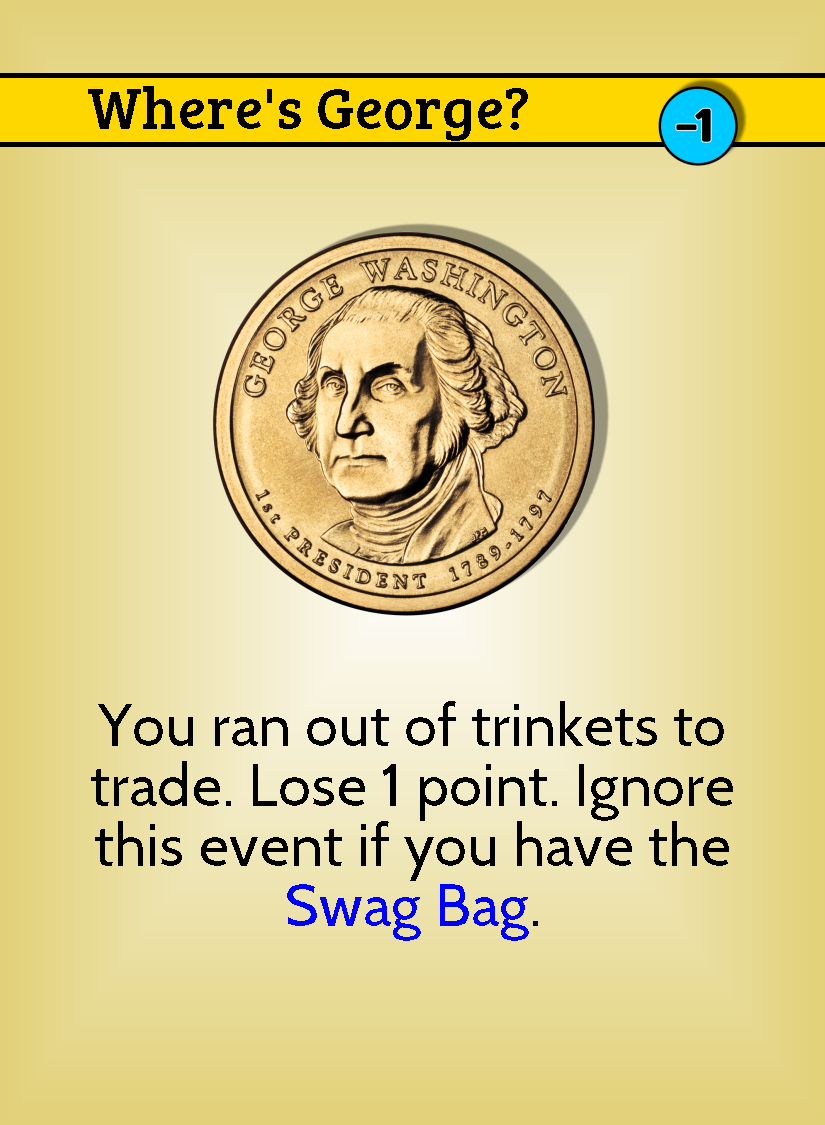 Where's George?
–1
GEORGE WASHINGTON
1st PRESIDENT 1789-1797
You ran out of trinkets to
trade. Lose 1 point. Ignore
this event if you have the
Swag Bag.